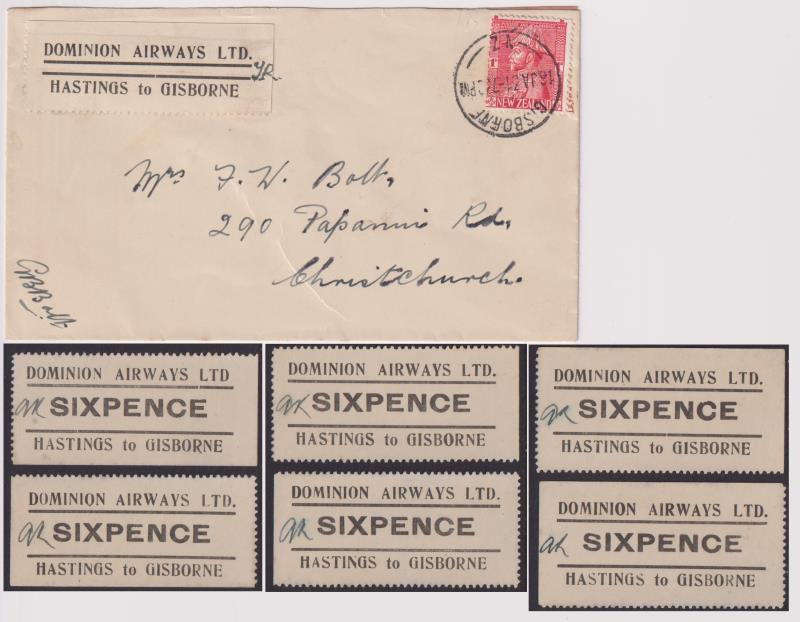 DOMINION AIRWAYS LTD.
HASTINGS to GISBORNE
NEW ZEALAND
GISBORNE
N.Z
Mrs F. W. Bolt,
290 Papanui Rd,
Christchurch.
DOMINION AIRWAYS LTD
SIXPENCE
HASTINGS to GISBORNE
DOMINION AIRWAYS LTD.
SIXPENCE
HASTINGS to GISBORNE
DOMINION AIRWAYS LTD.
SIXPENCE
HASTINGS to GISBORNE
DOMINION AIRWAYS LTD.
SIXPENCE
HASTINGS to GISBORNE
DOMINION AIRWAYS LTD.
SIXPENCE
HASTINGS to GISBORNE
DOMINION AIRWAYS LTD.
SIXPENCE
HASTINGS to GISBORNE